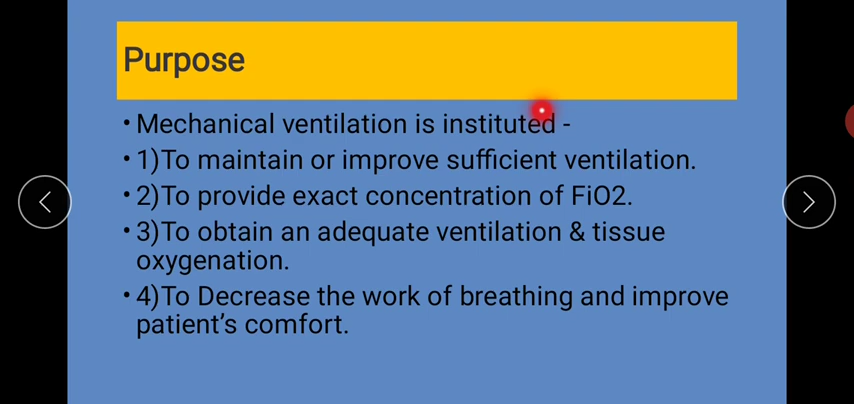 Purpose
• Mechanical ventilation is instituted -
• 1)To maintain or improve sufficient ventilation.
• 2)To provide exact concentration of FiO2.
• 3)To obtain an adequate ventilation & tissue
oxygenation.
• 4)To Decrease the work of breathing and improve
patient's comfort.